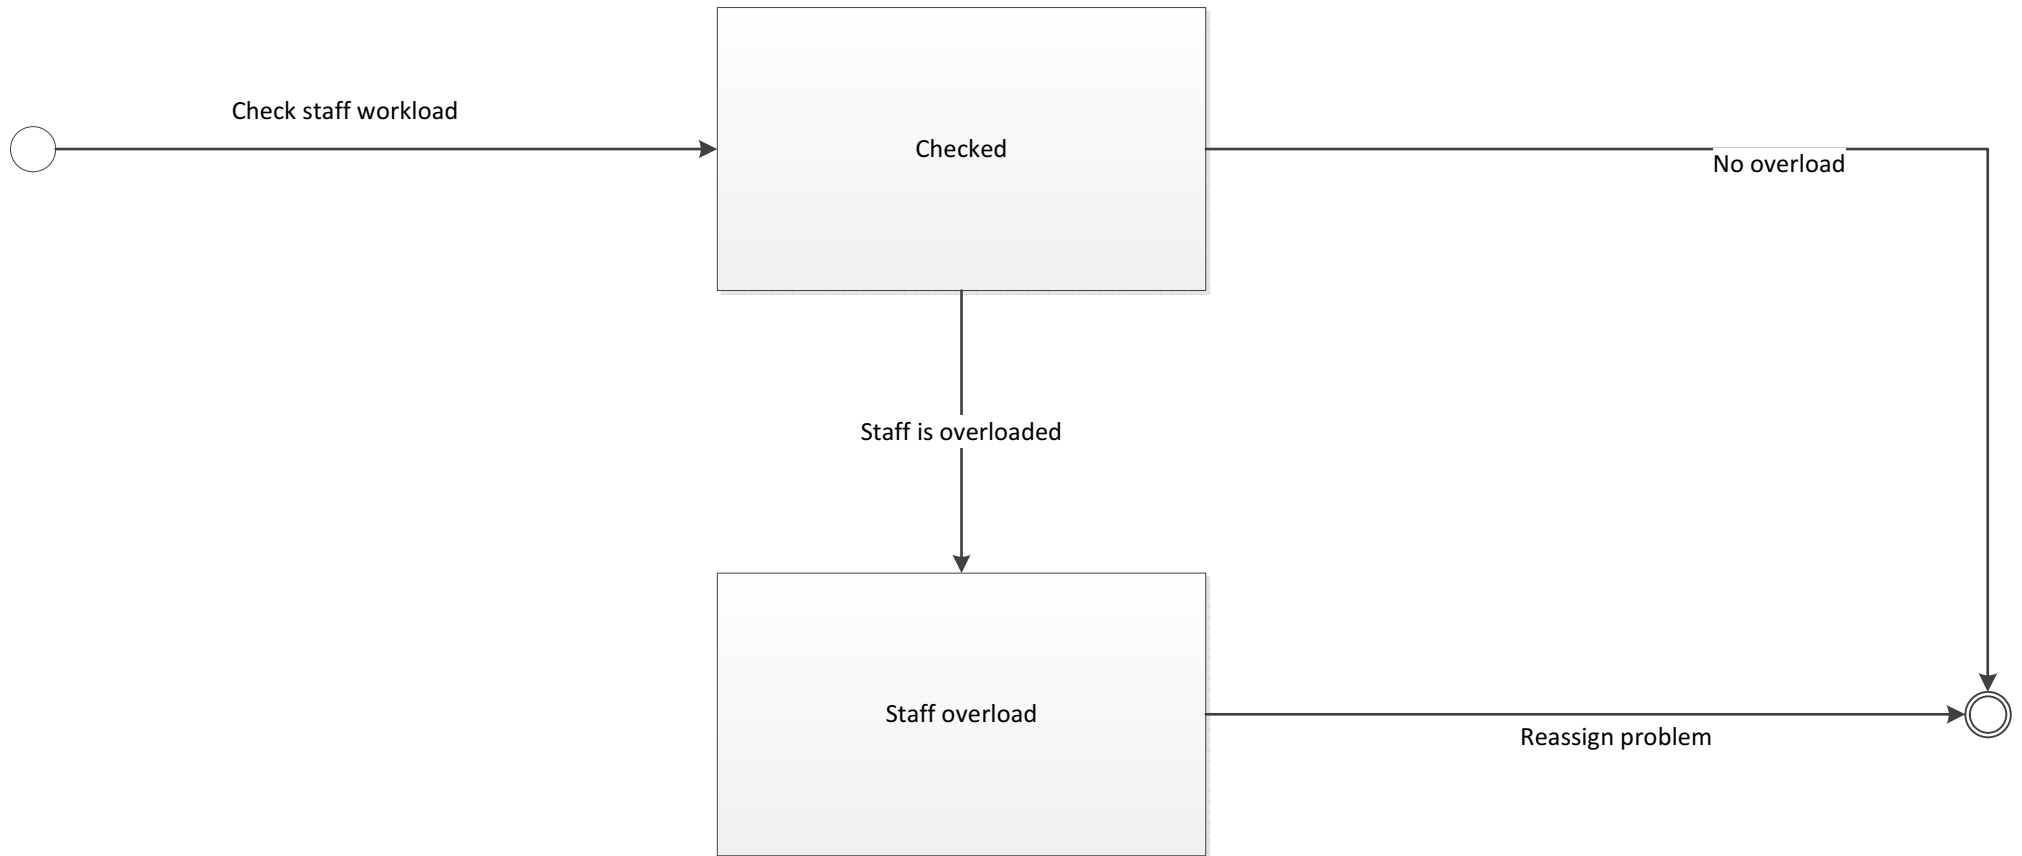 Check staff workload
Checked
No overload
Staff is overloaded
Staff overload
Reassign problem